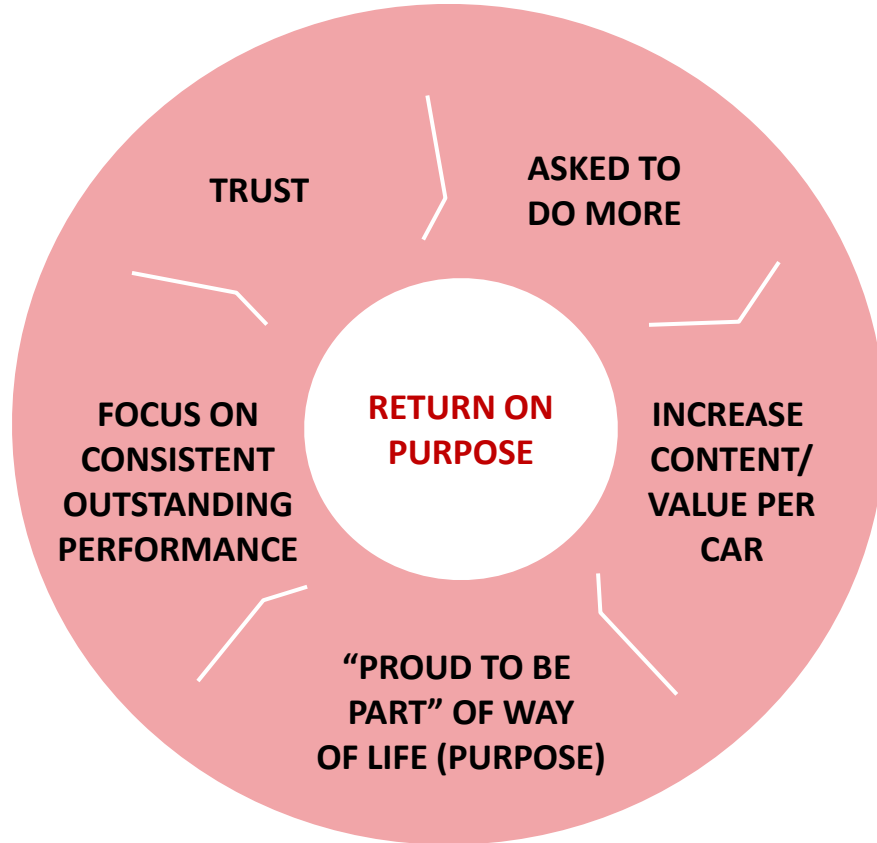 TRUST
ASKED TO
DO MORE
INCREASE
CONTENT/
VALUE PER
CAR
“PROUD TO BE
PART” OF WAY
OF LIFE (PURPOSE)
FOCUS ON
CONSISTENT
OUTSTANDING
PERFORMANCE
RETURN ON
PURPOSE